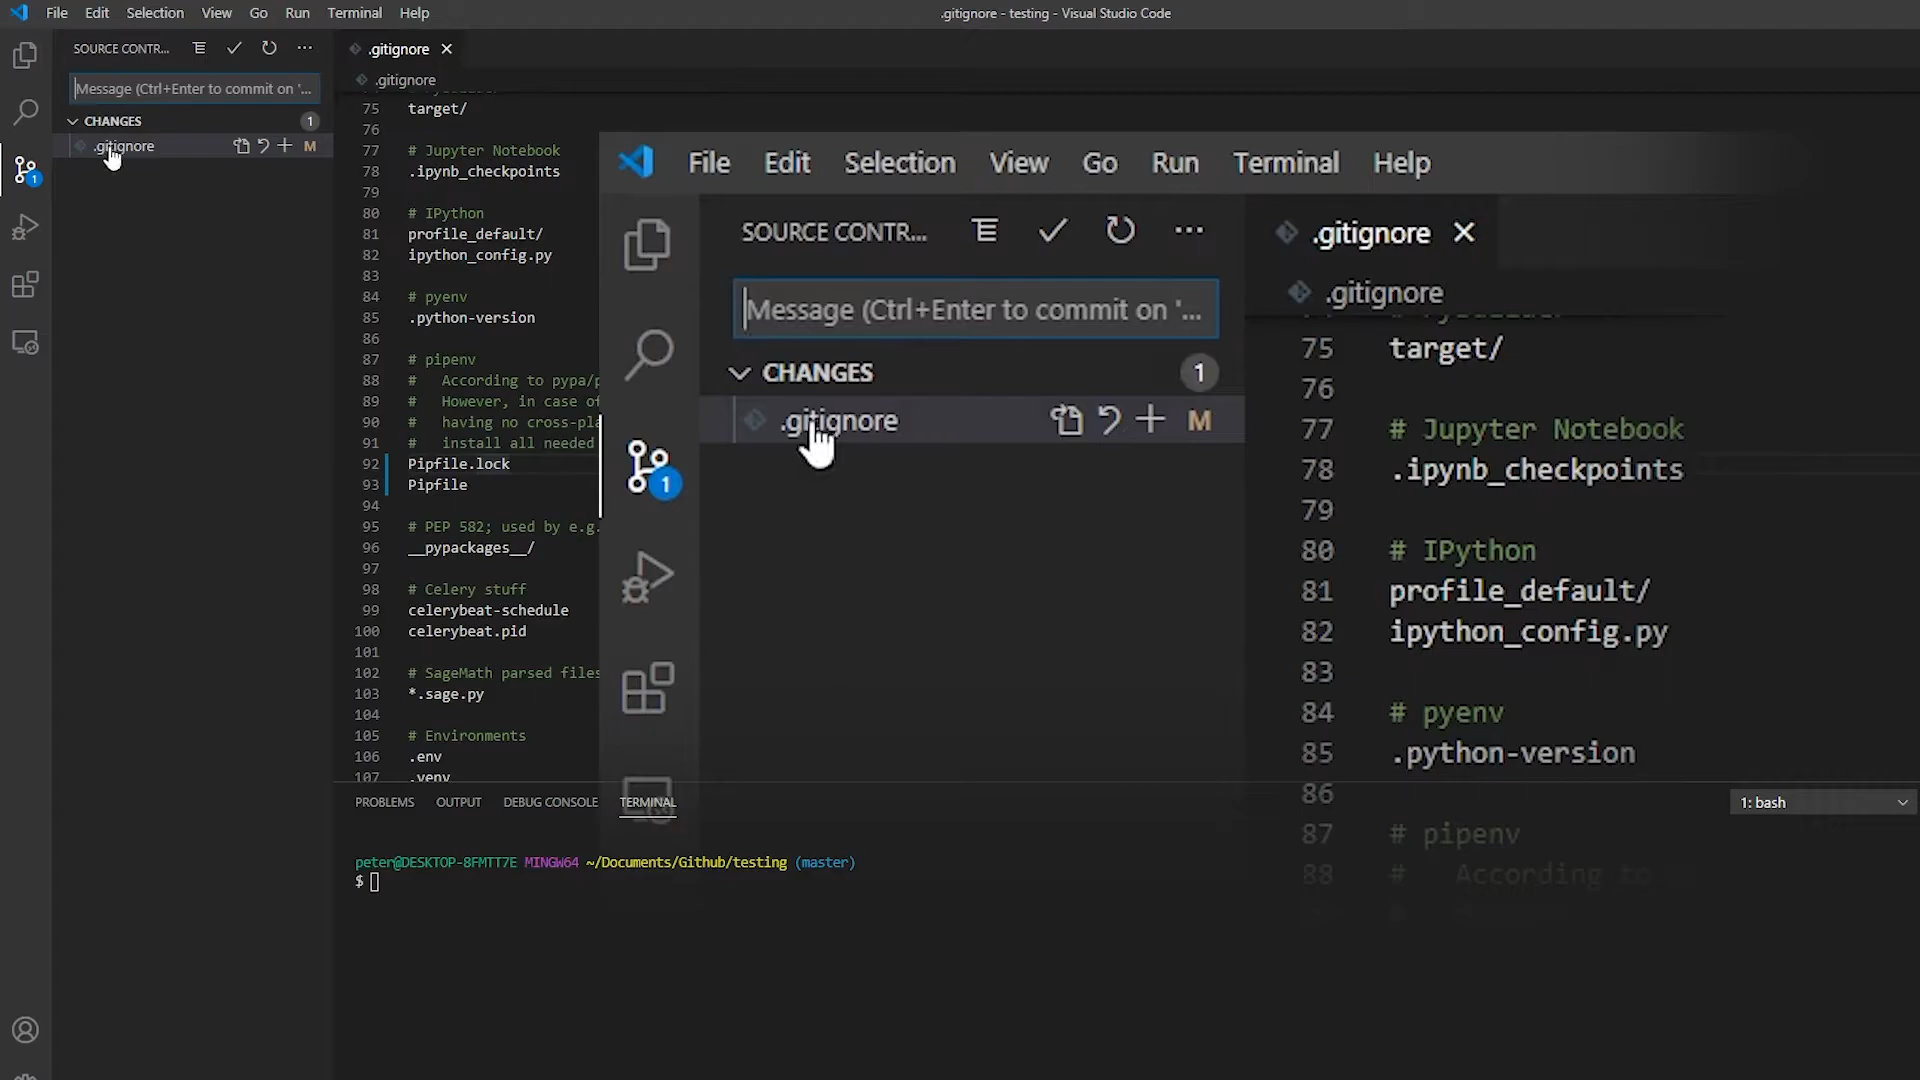 File Edit Selection View Go Run Terminal Help
.gitignore - testing - Visual Studio Code
SOURCE CONTR...
Message (Ctrl+Enter to commit on '...
CHANGES
1
.gitignore
M
1
.gitignore
.gitignore
75 target/
76
77 # Jupyter Notebook
78 .ipynb_checkpoints
79
80 # IPython
81 profile_default/
82 ipython_config.py
83
84 # pyenv
85 .python-version
86
87 # pipenv
88 # According to pypa/p
89 # However, in case of
90 # having no cross-pla
91 # install all needed
92 Pipfile.lock
93 Pipfile
94
95 # PEP 582; used by e.g.
96 __pypackages__/
97
98 # Celery stuff
99 celerybeat-schedule
100 celerybeat.pid
101
102 # SageMath parsed files
103 *.sage.py
104
105 # Environments
106 .env
107 .venv
File Edit Selection View Go Run Terminal Help
SOURCE CONTR...
Message (Ctrl+Enter to commit on '...
CHANGES
1
.gitignore
M
1
.gitignore
.gitignore
75 target/
76
77 # Jupyter Notebook
78 .ipynb_checkpoints
79
80 # IPython
81 profile_default/
82 ipython_config.py
83
84 # pyenv
85 .python-version
86
87 # pipenv
88 # According to
PROBLEMS OUTPUT DEBUG CONSOLE TERMINAL
1: bash
peter@DESKTOP-8FMTT7E MINGW64 ~/Documents/Github/testing (master)
$